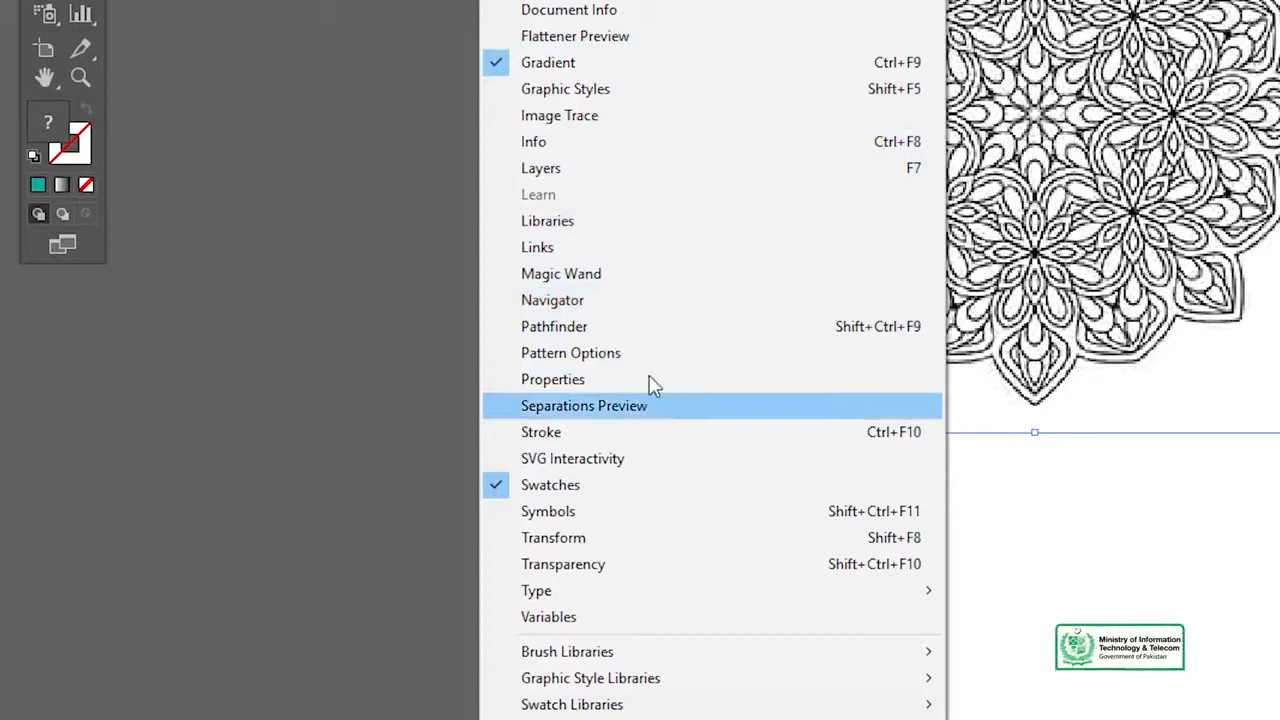 Document Info
Flattener Preview
Gradient Ctrl+F9
Graphic Styles Shift+F5
Image Trace
Info Ctrl+F8
Layers F7
Learn
Libraries
Links
Magic Wand
Navigator
Pathfinder Shift+Ctrl+F9
Pattern Options
Properties
Separations Preview
Stroke Ctrl+F10
SVG Interactivity
Swatches
Symbols Shift+Ctrl+F11
Transform Shift+F8
Transparency Shift+Ctrl+F10
Type
Variables
Brush Libraries
Graphic Style Libraries
Swatch Libraries
?
Ministry of Information
Technology & Telecom
Government of Pakistan